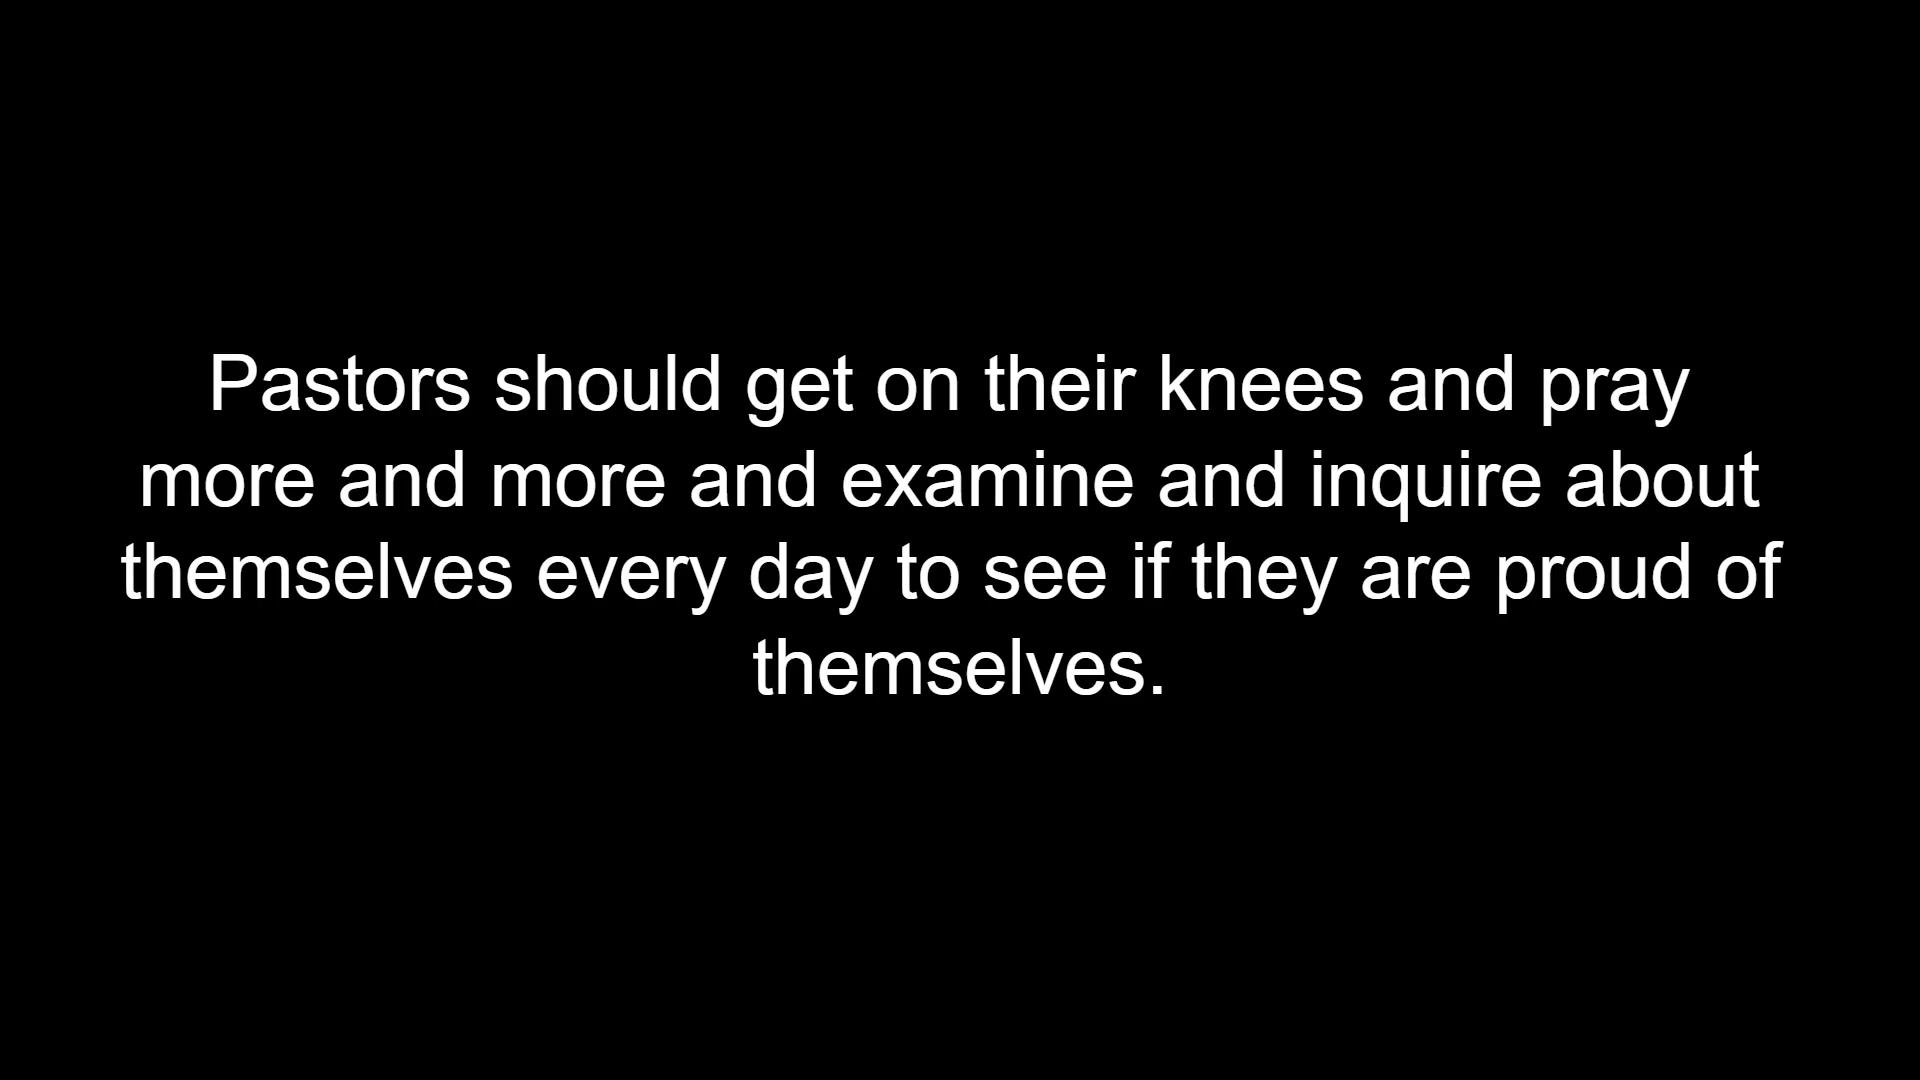 Pastors should get on their knees and pray
more and more and examine and inquire about
themselves every day to see if they are proud of
themselves.